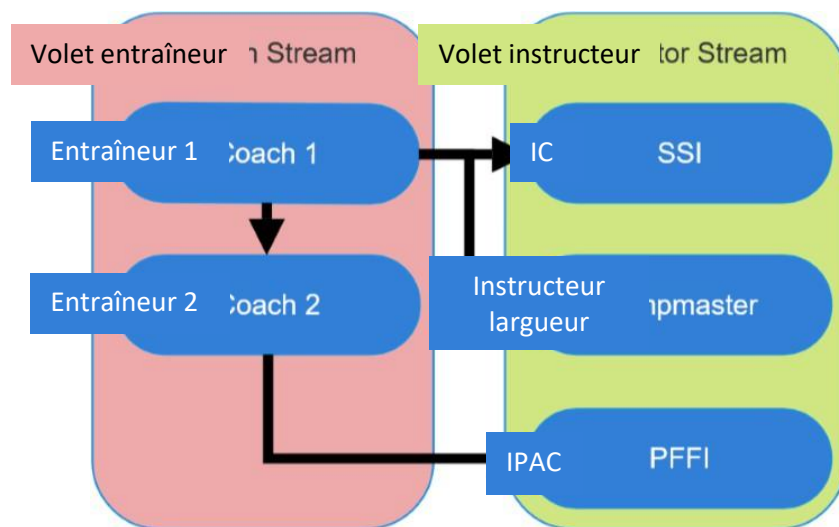 Volet entraîneur n Stream
Volet instructeur tor Stream
Entraîneur 1 Coach 1
IC SSI
Entraîneur 2 Coach 2
Instructeur
largueur mpmaster
IPAC PFFI